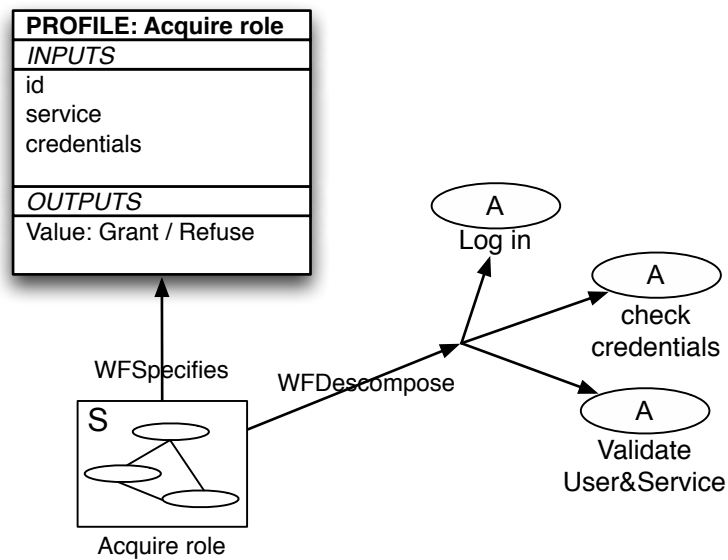 PROFILE: Acquire role
INPUTS
id
service
credentials
OUTPUTS
Value: Grant / Refuse
A
Log in
A
check
credentials
WFSpecifies
WFDescompose
A
Validate
User&Service
S
Acquire role